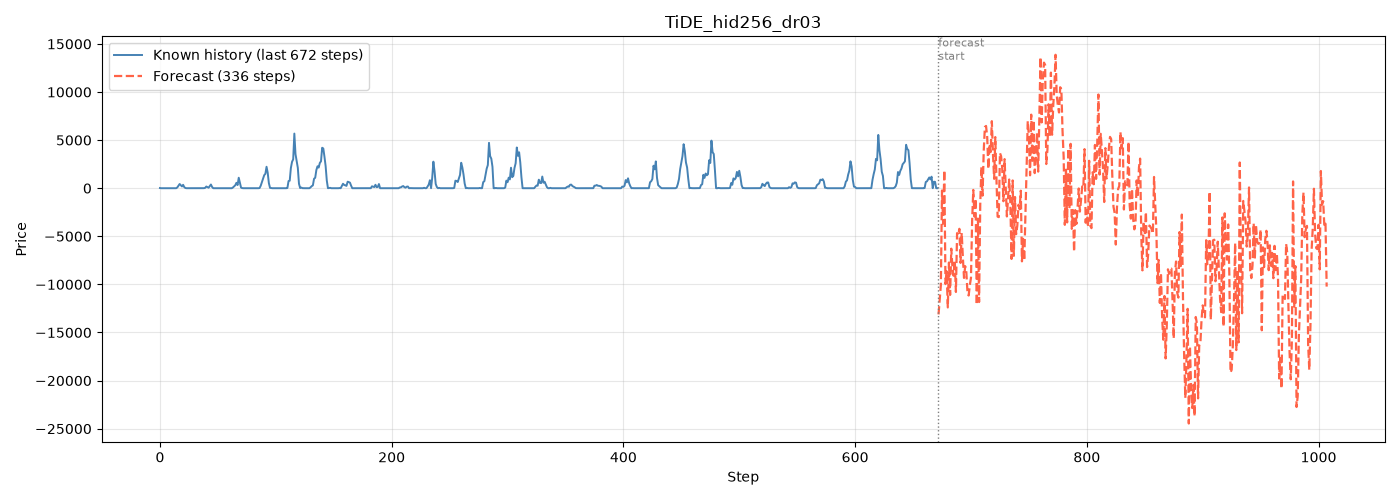 TiDE_hid256_dr03
Known history (last 672 steps)
Forecast (336 steps)
forecast
start
15000
10000
5000
0
−5000
−10000
−15000
−20000
−25000
Price
0
200
400
600
800
1000
Step